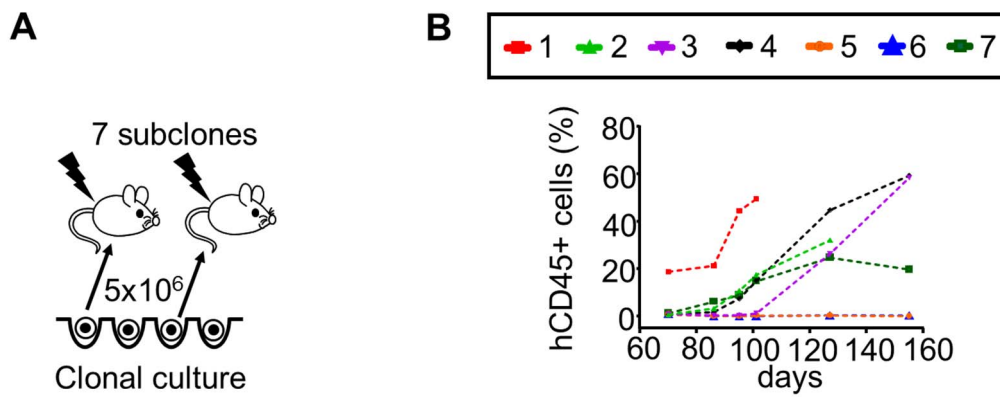 A
7 subclones
5x10⁶
Clonal culture
B
1 2 3 4 5 6 7
hCD45+ cells (%)
80
60
40
20
0
60 80 100 120 140 160
days